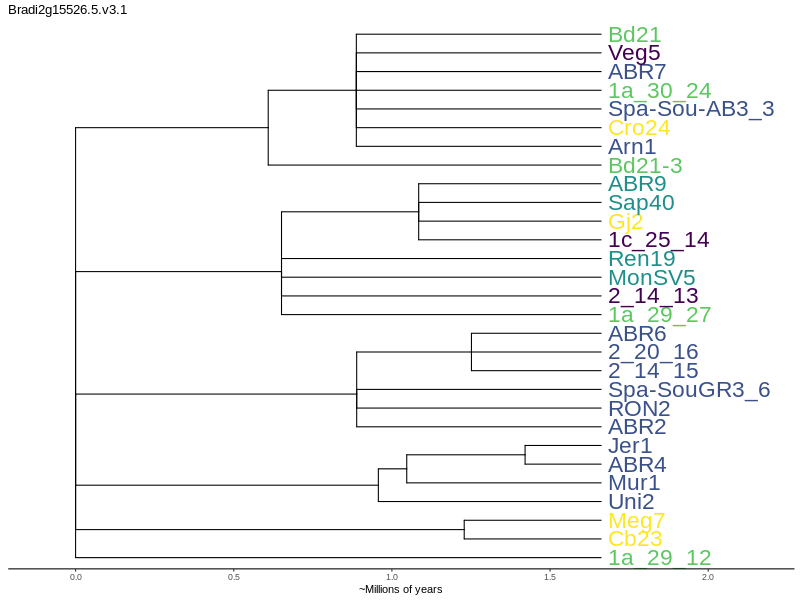 Bradi2g15526.5.v3.1
Bd21
Veg5
ABR7
1a_30_24
Spa-Sou-AB3_3
Cro24
Arn1
Bd21-3
ABR9
Sap40
Gj2
1c_25_14
Ren19
MonSV5
2_14_13
1a_29_27
ABR6
2_20_16
2_14_15
Spa-SouGR3_6
RON2
ABR2
Jer1
ABR4
Mur1
Uni2
Meg7
Cb23
1a_29_12
0.0 0.5 1.0 1.5 2.0
~Millions of years